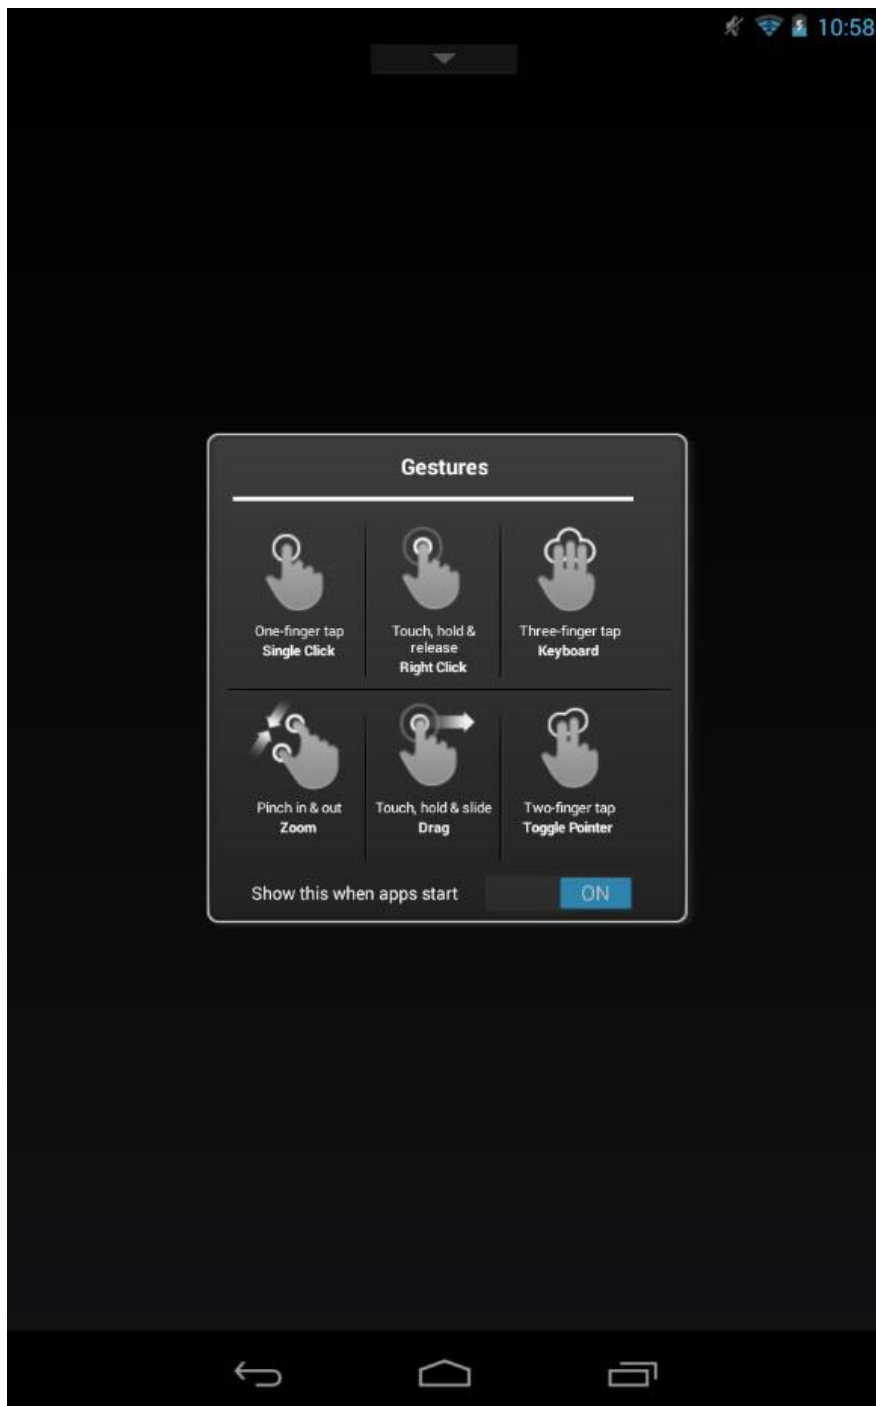 10:58
Gestures
One-finger tap
Single Click
Touch, hold &
release
Right Click
Three-finger tap
Keyboard
Pinch in & out
Zoom
Touch, hold & slide
Drag
Two-finger tap
Toggle Pointer
Show this when apps start
ON